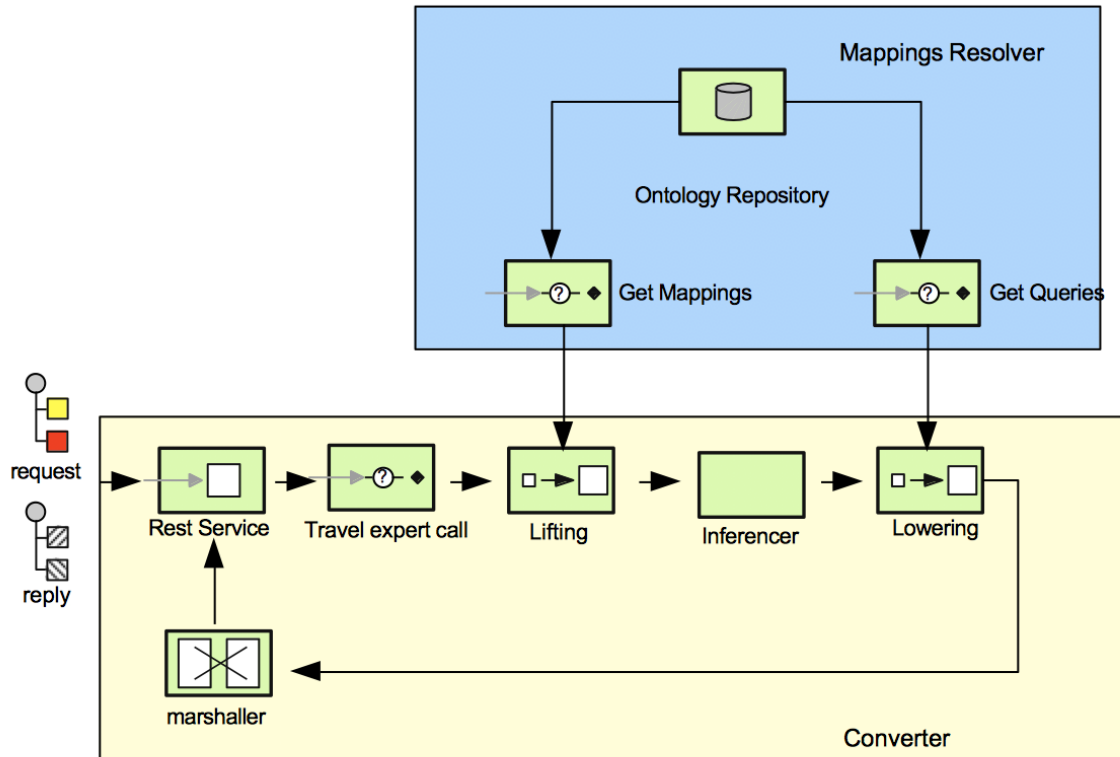 Mappings Resolver
Ontology Repository
? Get Mappings
? Get Queries
request
reply
Rest Service
?
Travel expert call
Lifting
Inferencer
Lowering
marshaller
Converter